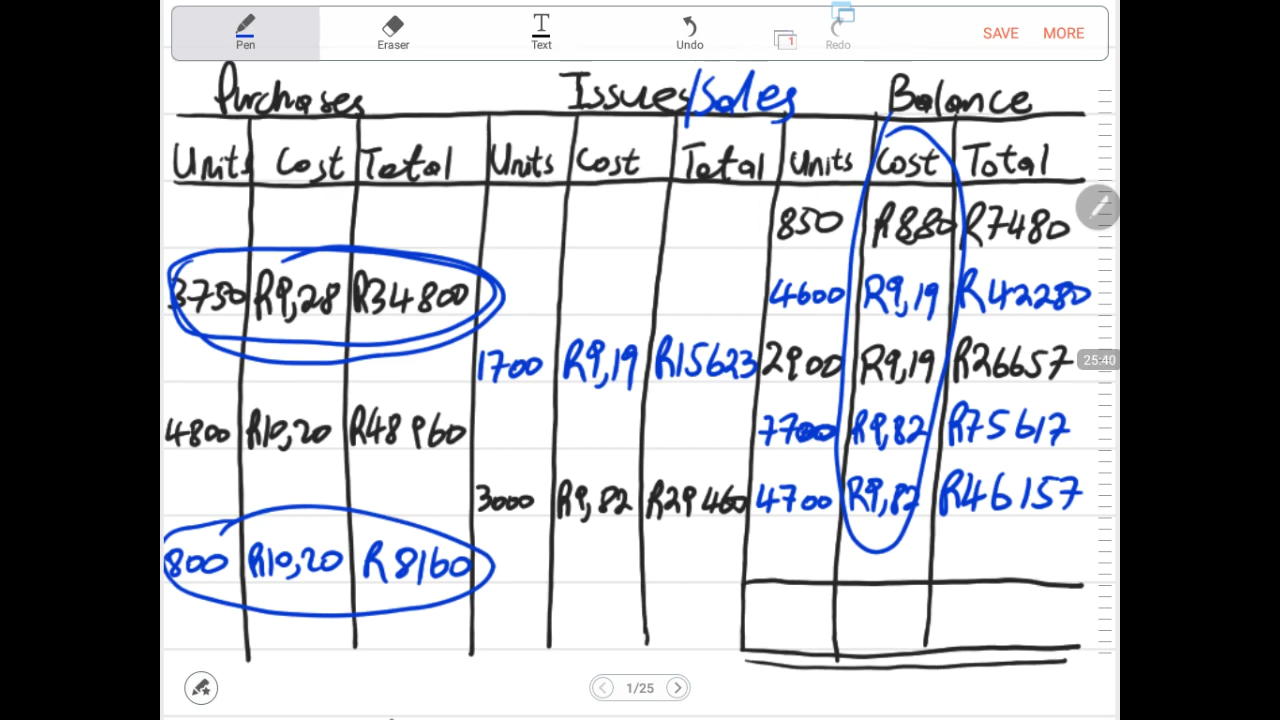 Pen Eraser Text Undo 1 Redo SAVE MORE
Purchases Issues/Sales Balance
Units Cost Total Units Cost Total Units Cost Total
850 R8,80 R7480
3750 R9,28 R34800 4600 R9,19 R42280
1700 R9,19 R15623 2900 R9,19 R26657
25:40
4800 R10,20 R48960 7700 R9,82 R75617
3000 R9,82 R29460 4700 R9,82 R46157
800 R10,20 R8160
1/25